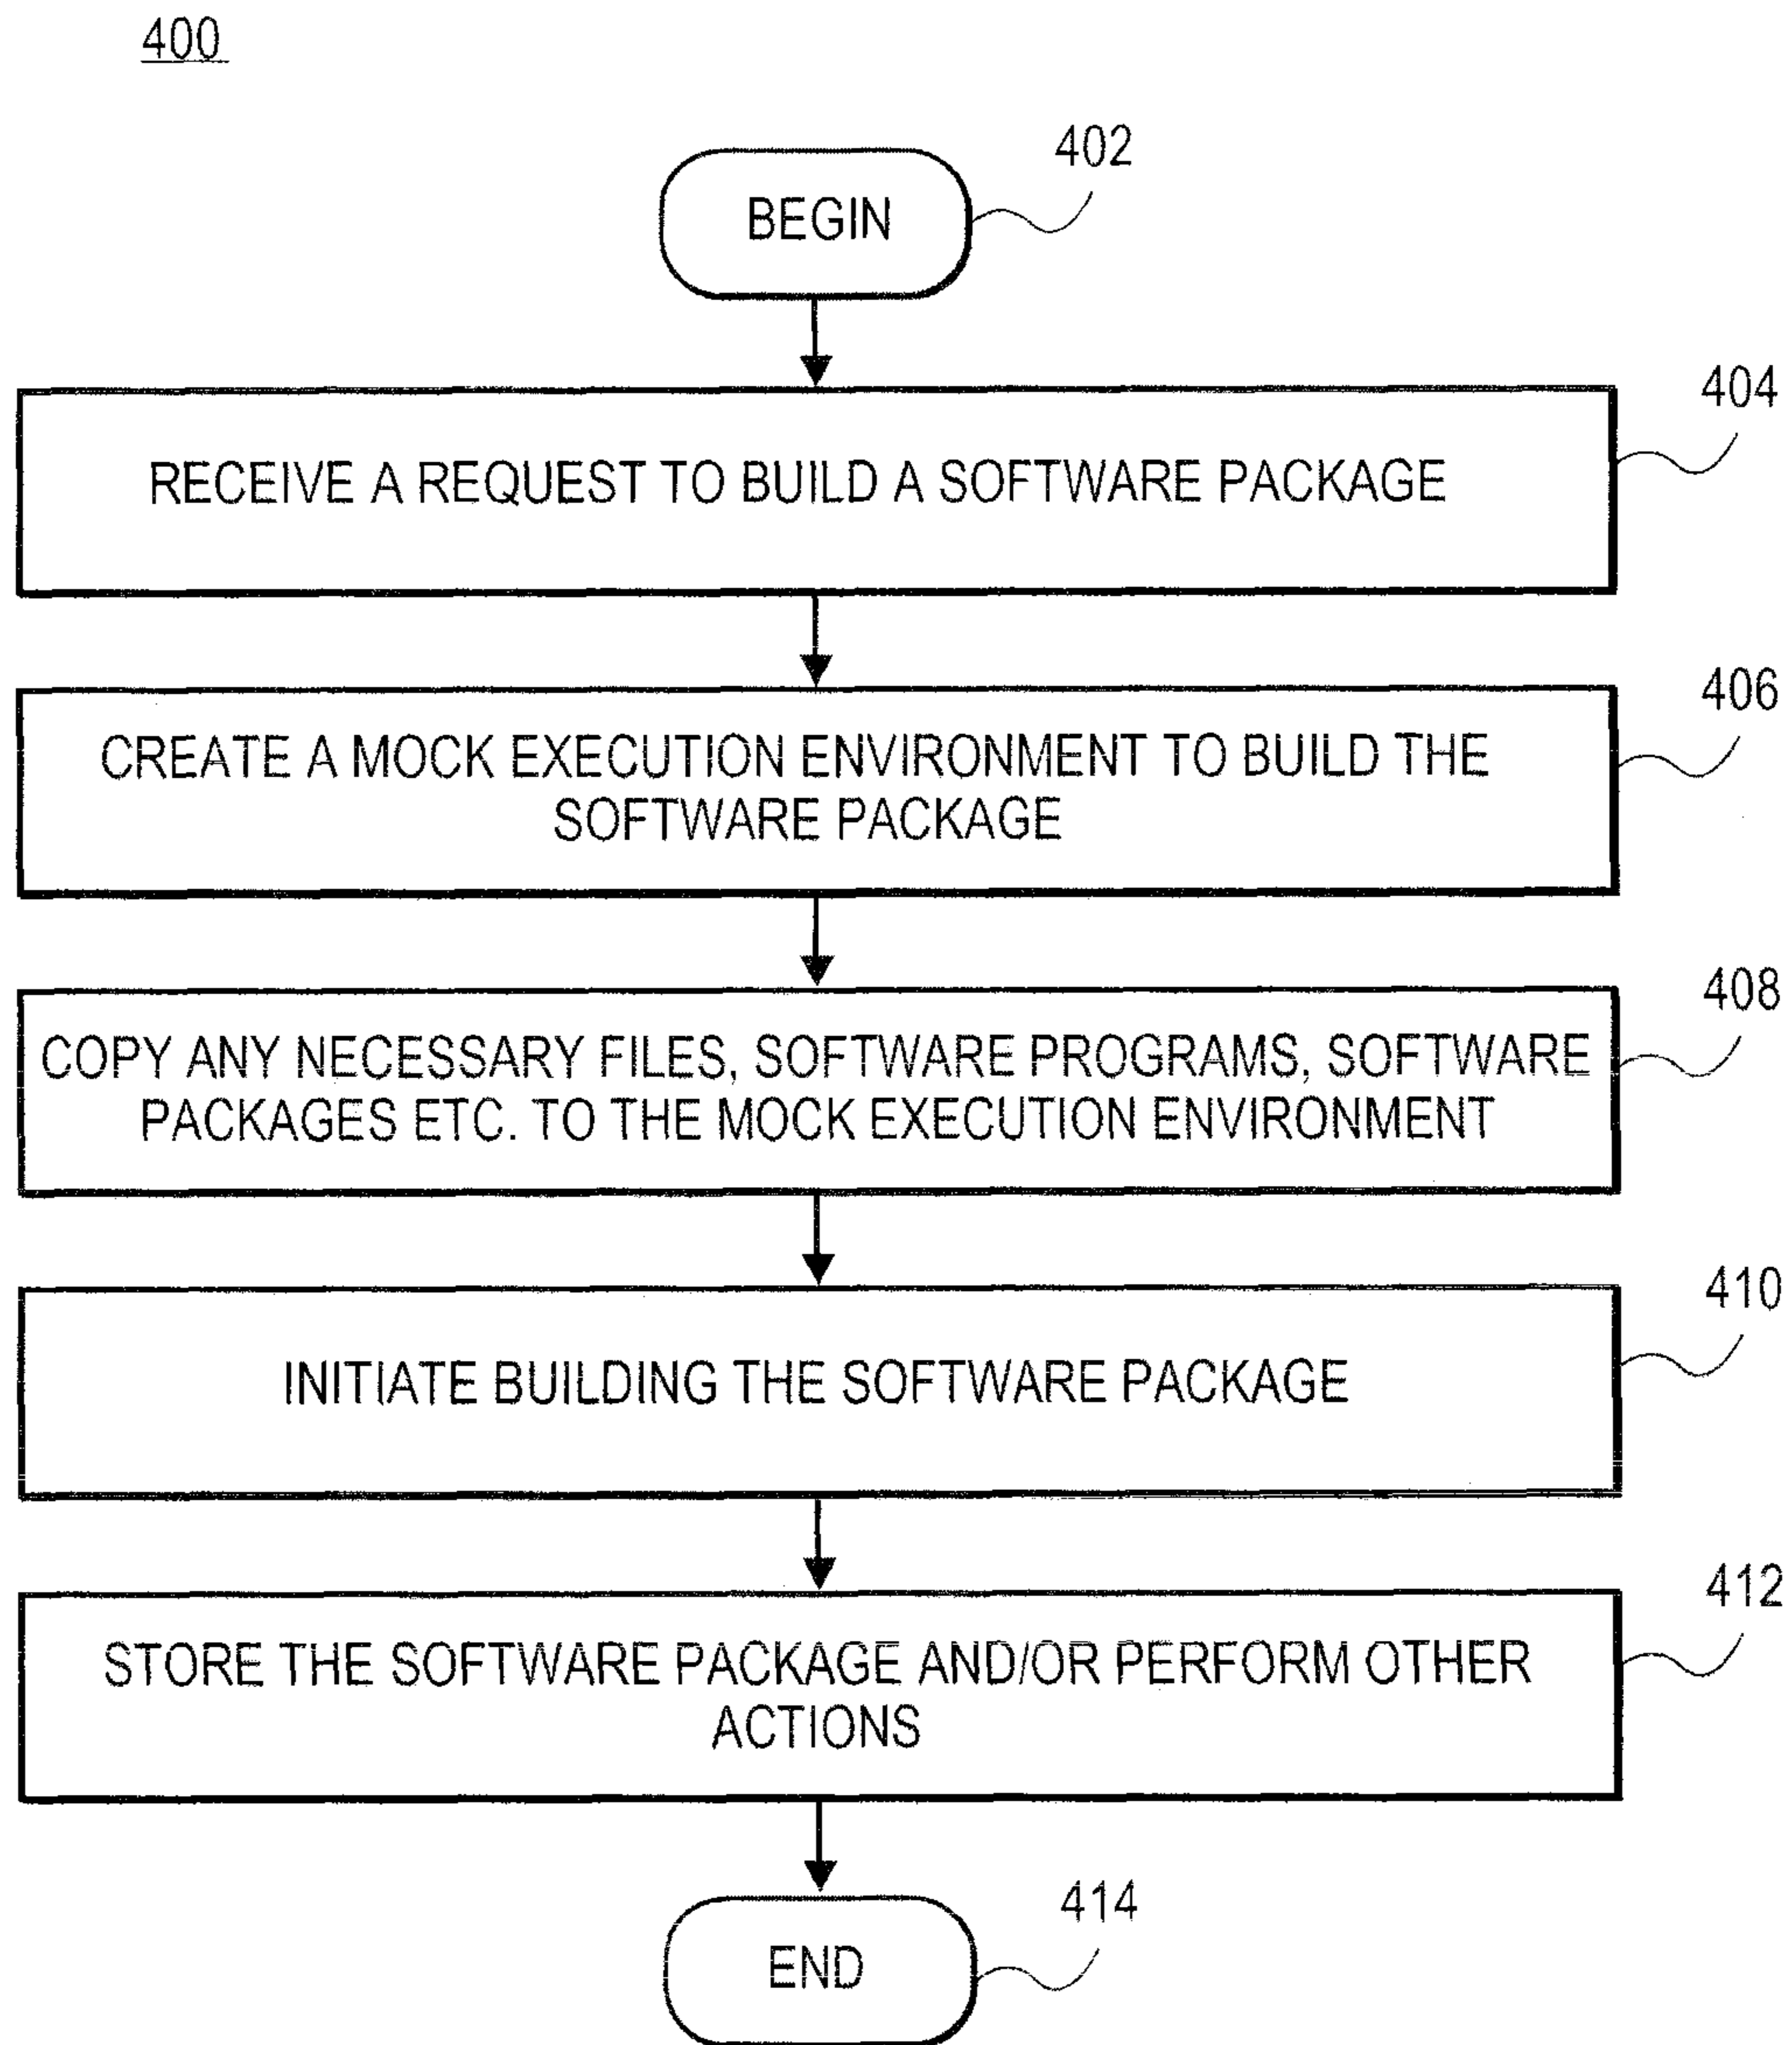 400
402
BEGIN
404
RECEIVE A REQUEST TO BUILD A SOFTWARE PACKAGE
406
CREATE A MOCK EXECUTION ENVIRONMENT TO BUILD THE
SOFTWARE PACKAGE
408
COPY ANY NECESSARY FILES, SOFTWARE PROGRAMS, SOFTWARE
PACKAGES ETC. TO THE MOCK EXECUTION ENVIRONMENT
410
INITIATE BUILDING THE SOFTWARE PACKAGE
412
STORE THE SOFTWARE PACKAGE AND/OR PERFORM OTHER
ACTIONS
414
END